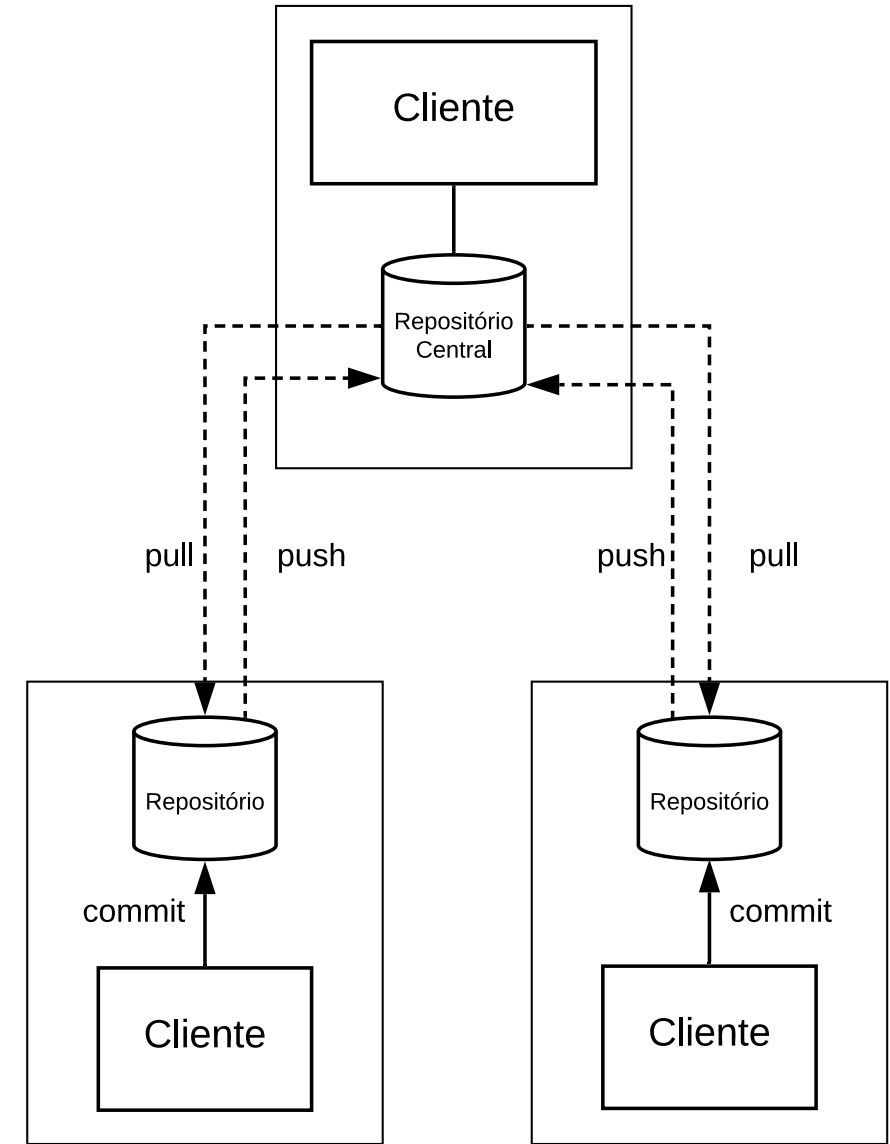 Cliente
Repositório
Central
pull
push
push
pull
Repositório
Repositório
commit
commit
Cliente
Cliente